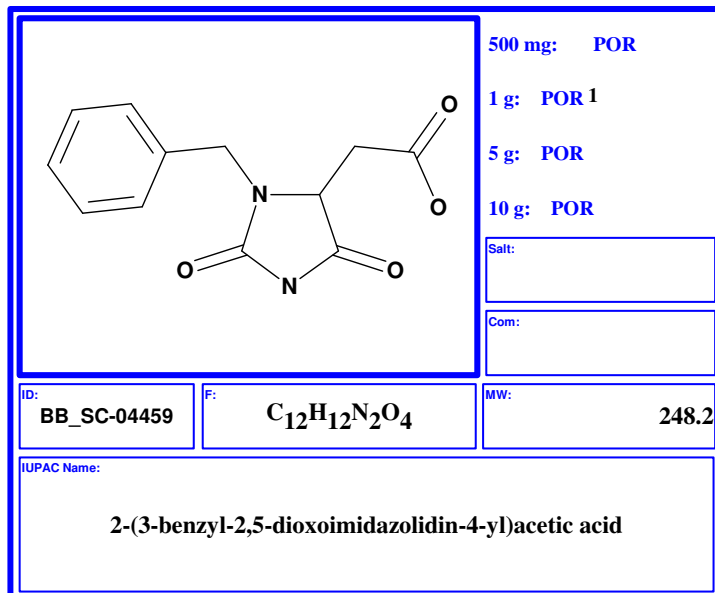 500 mg: POR
1 g: POR 1
5 g: POR
10 g: POR
O
N
O
O
O
N
Salt:
Com:
ID:
BB_SC-04459
F:
C12H12N2O4
MW:
248.2
IUPAC Name:
2-(3-benzyl-2,5-dioxoimidazolidin-4-yl)acetic acid